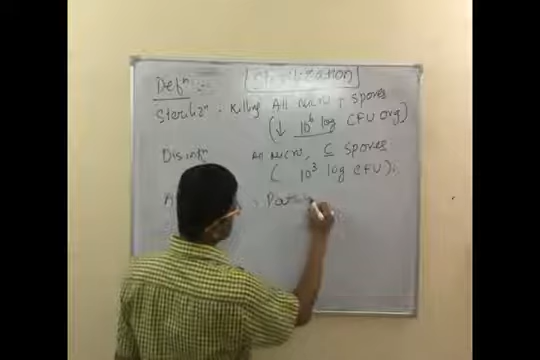 Sterilization
Defⁿ :-
Sterilizⁿ - Killing All micro + spores
(↓ 10⁶ log CFU org)
Disinfⁿ All micro, C spores
( 10³ log CFU)↓
A